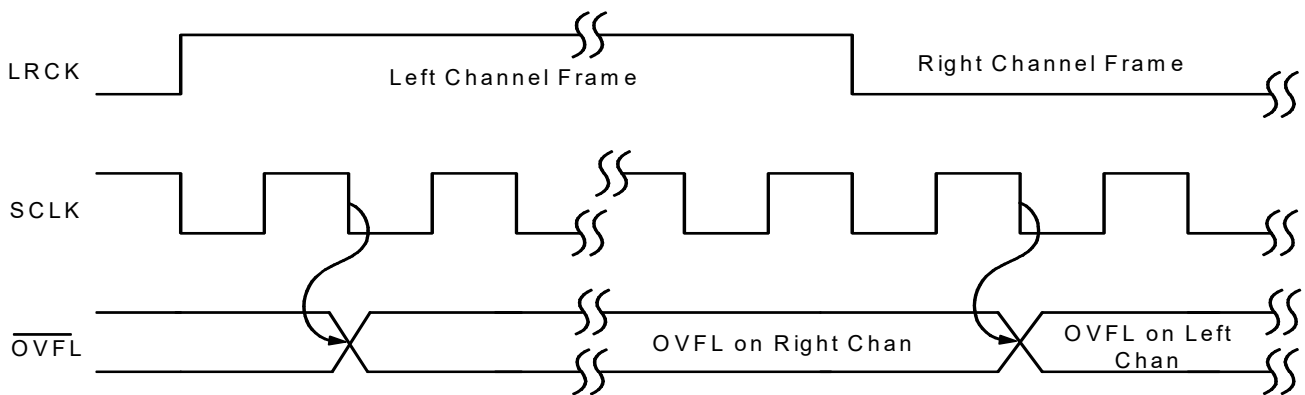 LRCK
Left Channel Frame
Right Channel Frame
SCLK
OVFL
OVFL on Right Chan
OVFL on Left
Chan